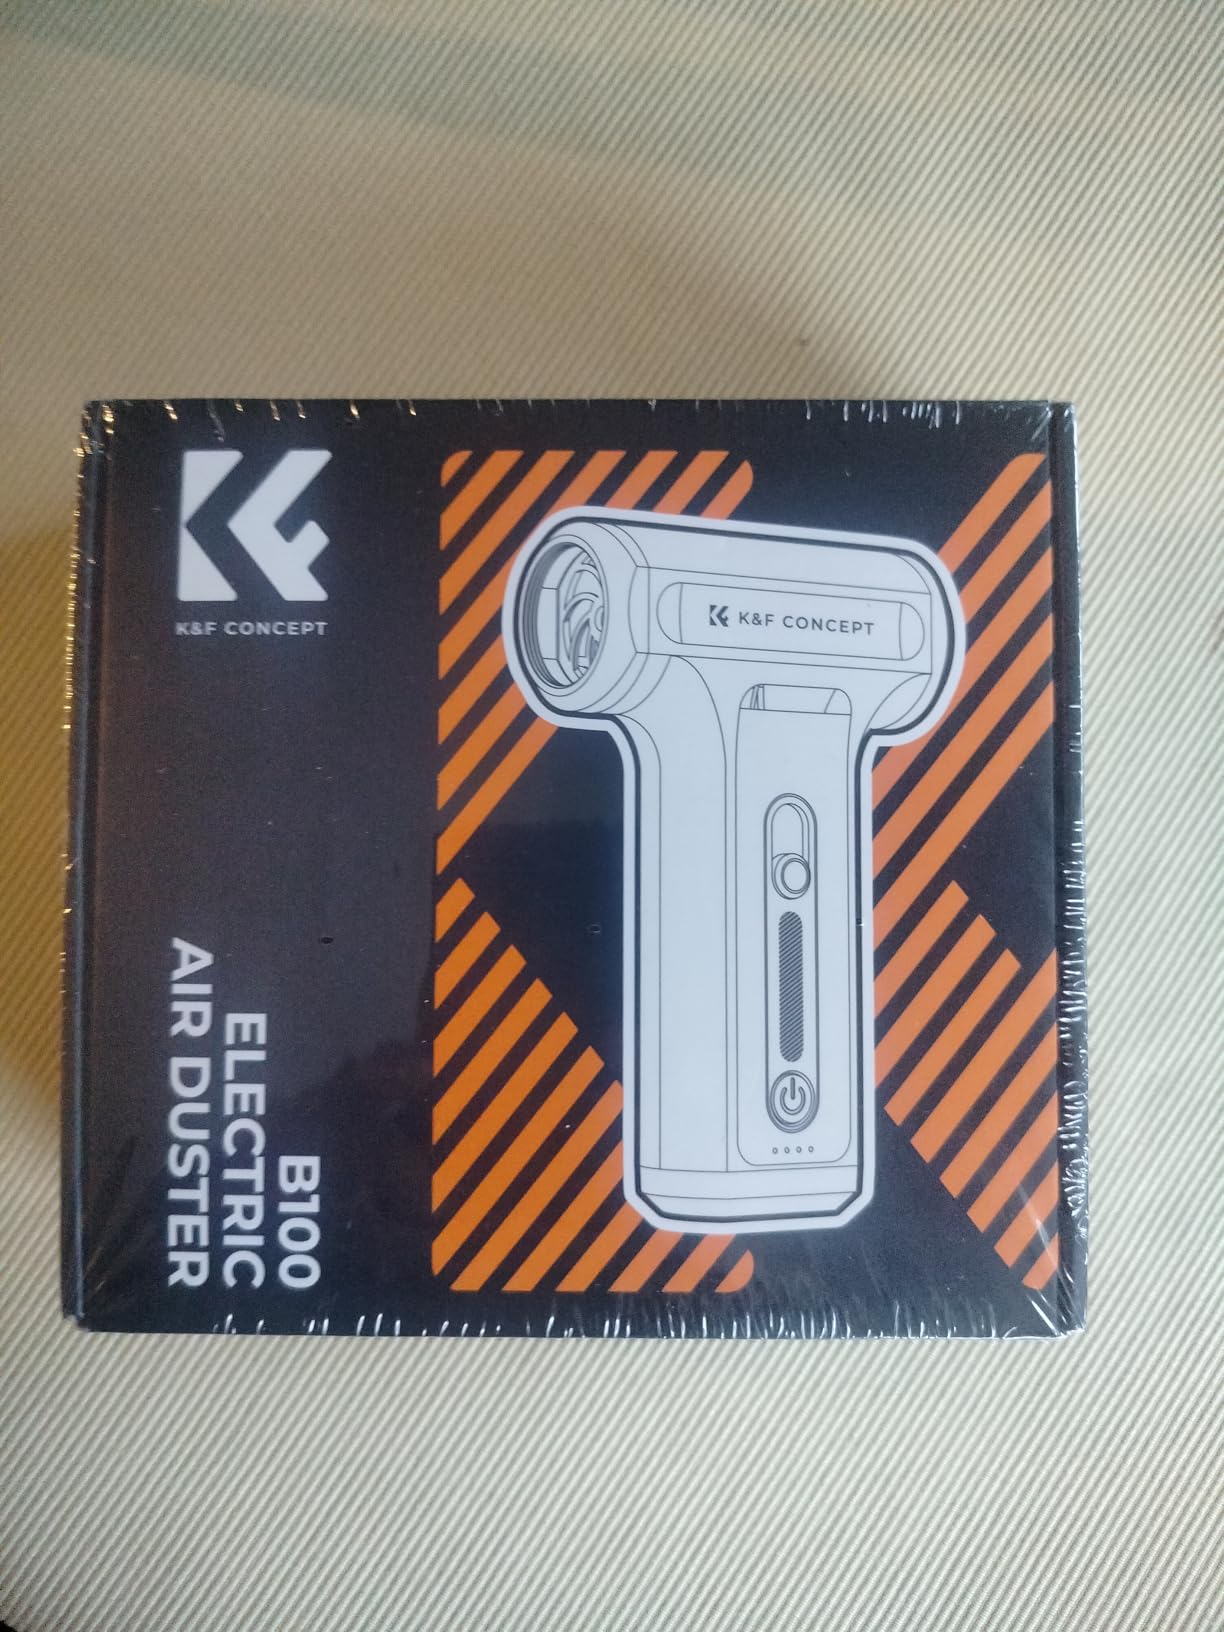 K&F CONCEPT
K&F CONCEPT
B100
ELECTRIC
AIR DUSTER